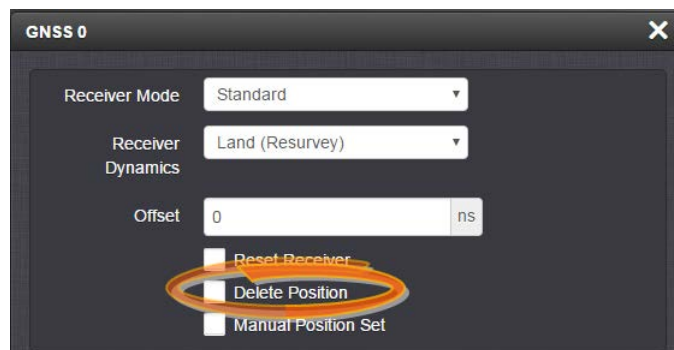 GNSS 0
Receiver Mode Standard
Receiver Land (Resurvey)
Dynamics
Offset 0 ns
Reset Receiver
Delete Position
Manual Position Set